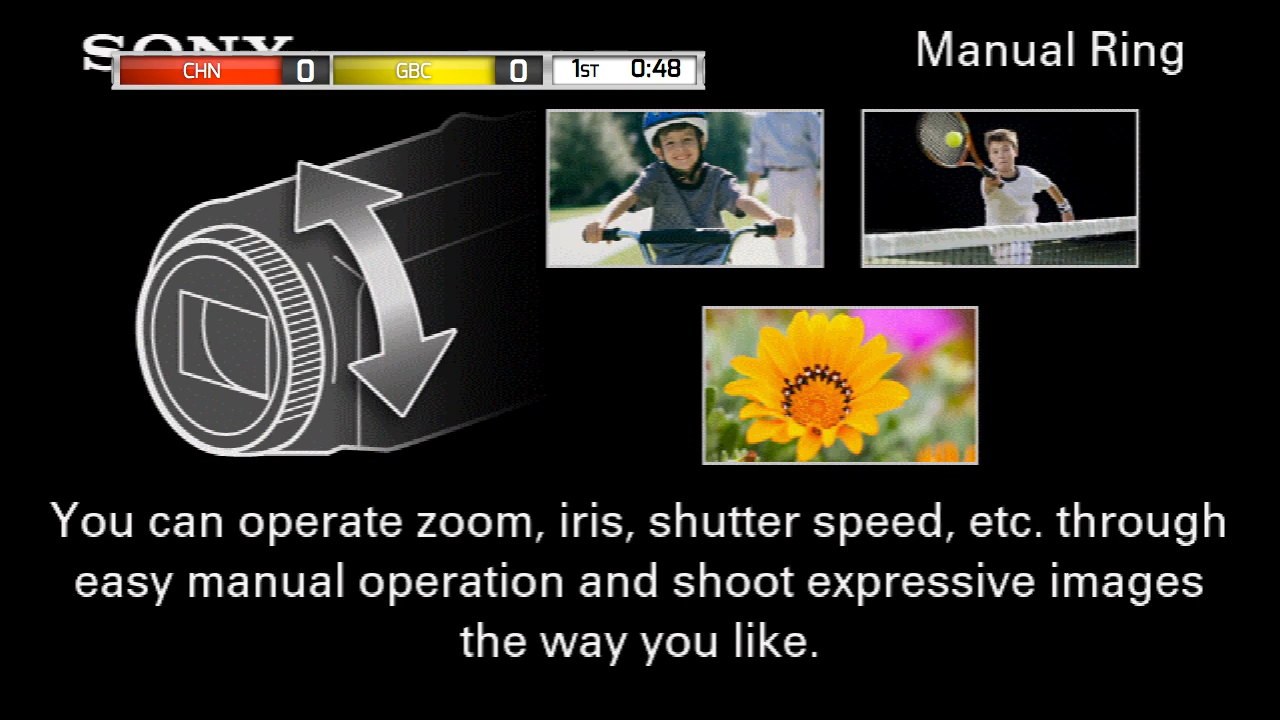 SONY
Manual Ring
CHN 0 GBC 0 1ST 0:48
You can operate zoom, iris, shutter speed, etc. through
easy manual operation and shoot expressive images
the way you like.